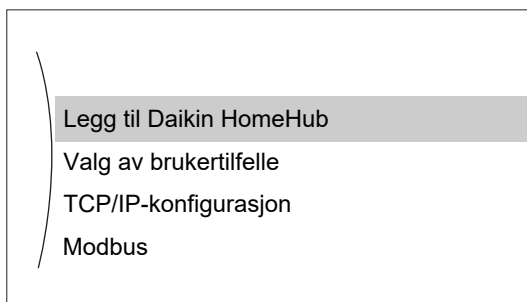 Legg til Daikin HomeHub
Valg av brukertilfelle
TCP/IP-konfigurasjon
Modbus